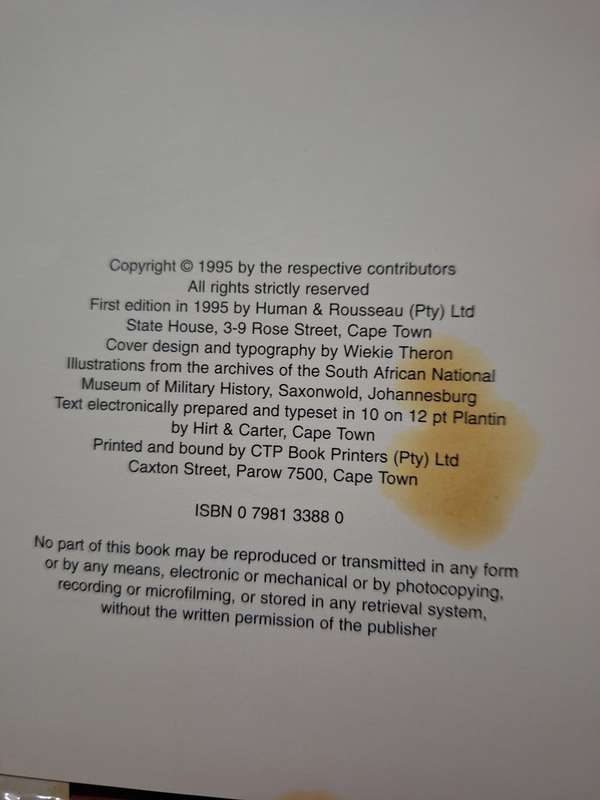 Copyright © 1995 by the respective contributors
All rights strictly reserved
First edition in 1995 by Human & Rousseau (Pty) Ltd
State House, 3-9 Rose Street, Cape Town
Cover design and typography by Wiekie Theron
Illustrations from the archives of the South African National
Museum of Military History, Saxonwold, Johannesburg
Text electronically prepared and typeset in 10 on 12 pt Plantin
by Hirt & Carter, Cape Town
Printed and bound by CTP Book Printers (Pty) Ltd
Caxton Street, Parow 7500, Cape Town
ISBN 0 7981 3388 0
No part of this book may be reproduced or transmitted in any form
or by any means, electronic or mechanical or by photocopying,
recording or microfilming, or stored in any retrieval system,
without the written permission of the publisher